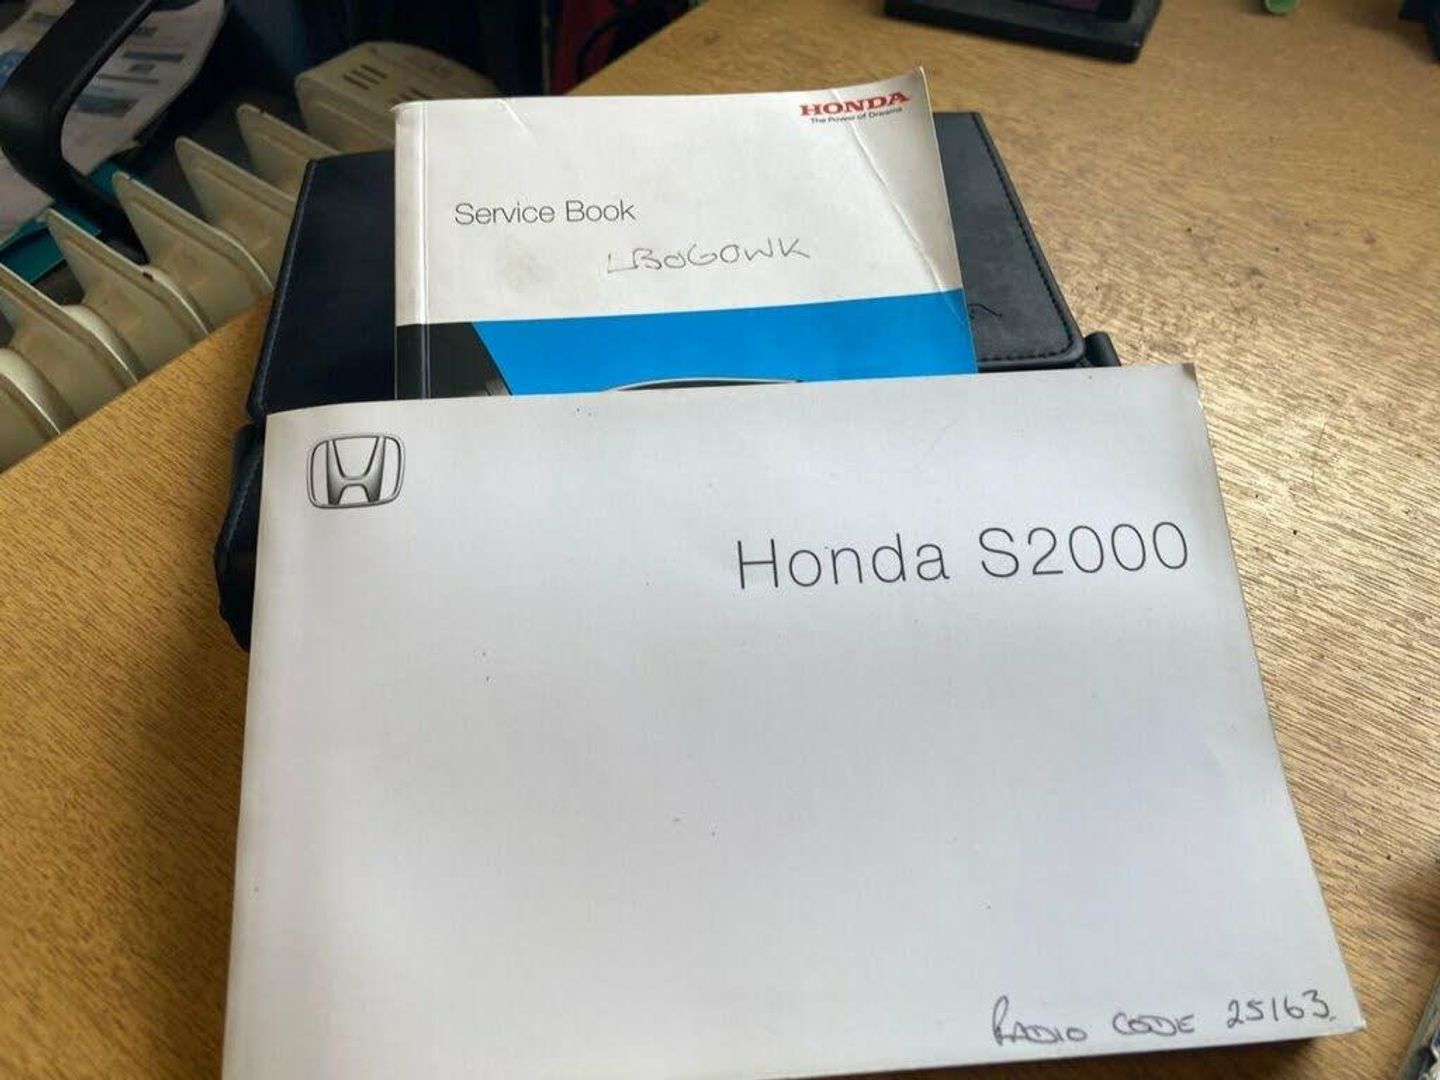 HONDA
The Power of Dreams
Service Book
LB06OWK
Honda S2000
RADIO CODE 25163